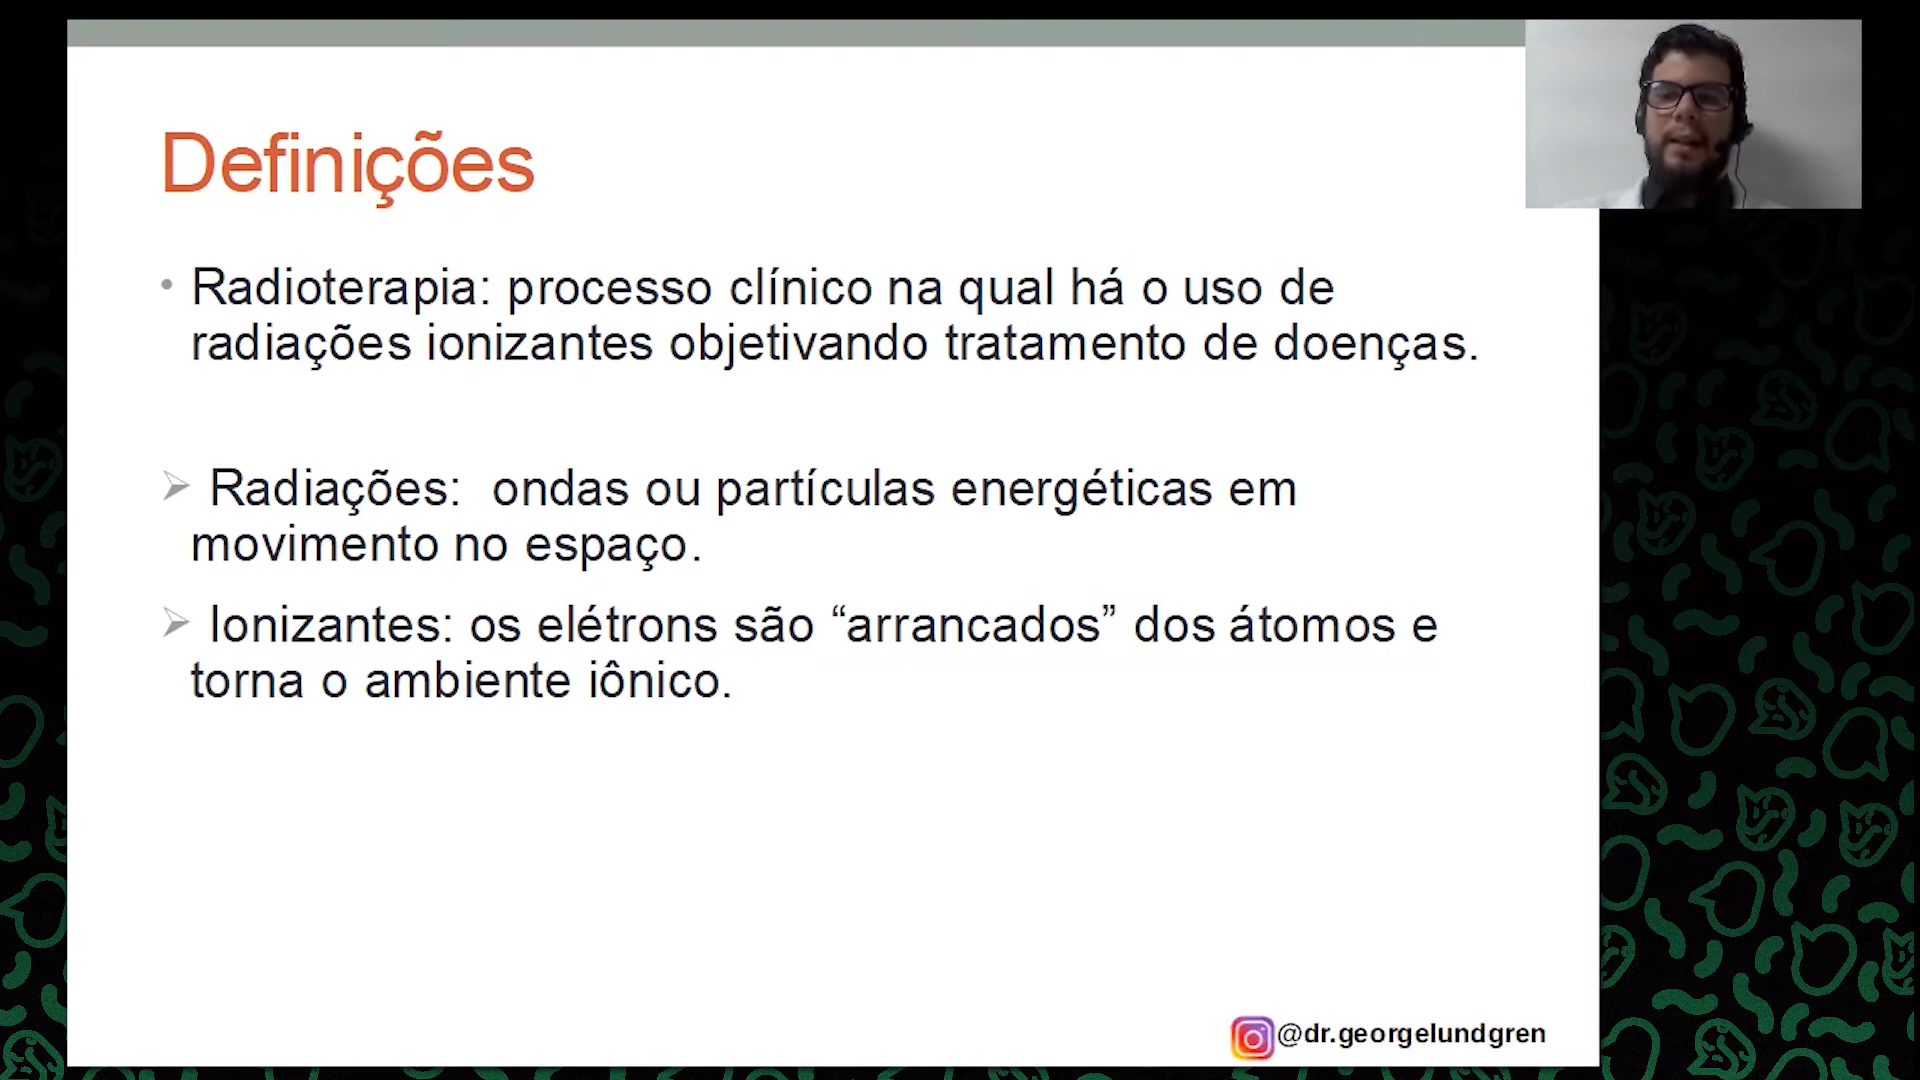 Definições
• Radioterapia: processo clínico na qual há o uso de
radiações ionizantes objetivando tratamento de doenças.
➢ Radiações:  ondas ou partículas energéticas em
movimento no espaço.
➢ Ionizantes: os elétrons são “arrancados” dos átomos e
torna o ambiente iônico.
@dr.georgelundgren